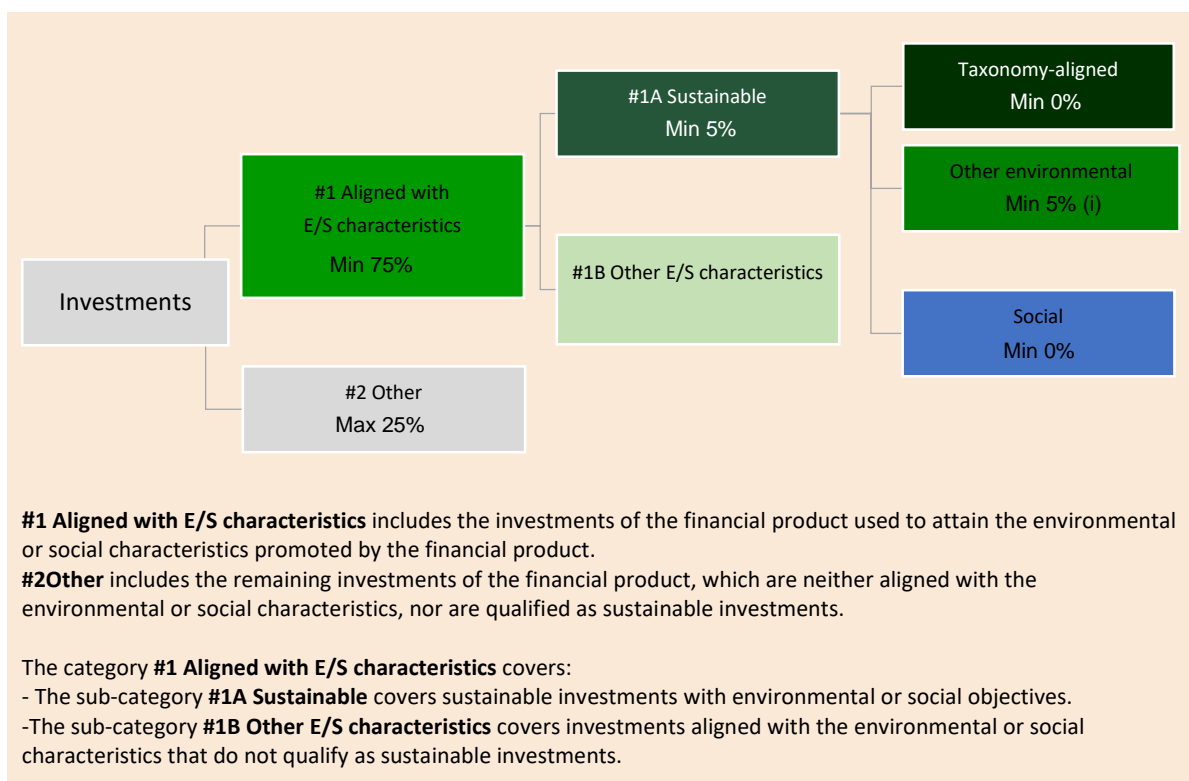 Taxonomy-aligned
Min 0%
#1A Sustainable
Min 5%
Other environmental
Min 5% (i)
#1 Aligned with
E/S characteristics
Min 75%
#1B Other E/S characteristics
Investments
Social
Min 0%
#2 Other
Max 25%
#1 Aligned with E/S characteristics includes the investments of the financial product used to attain the environmental
or social characteristics promoted by the financial product.
#2Other includes the remaining investments of the financial product, which are neither aligned with the
environmental or social characteristics, nor are qualified as sustainable investments.
The category #1 Aligned with E/S characteristics covers:
- The sub-category #1A Sustainable covers sustainable investments with environmental or social objectives.
-The sub-category #1B Other E/S characteristics covers investments aligned with the environmental or social
characteristics that do not qualify as sustainable investments.